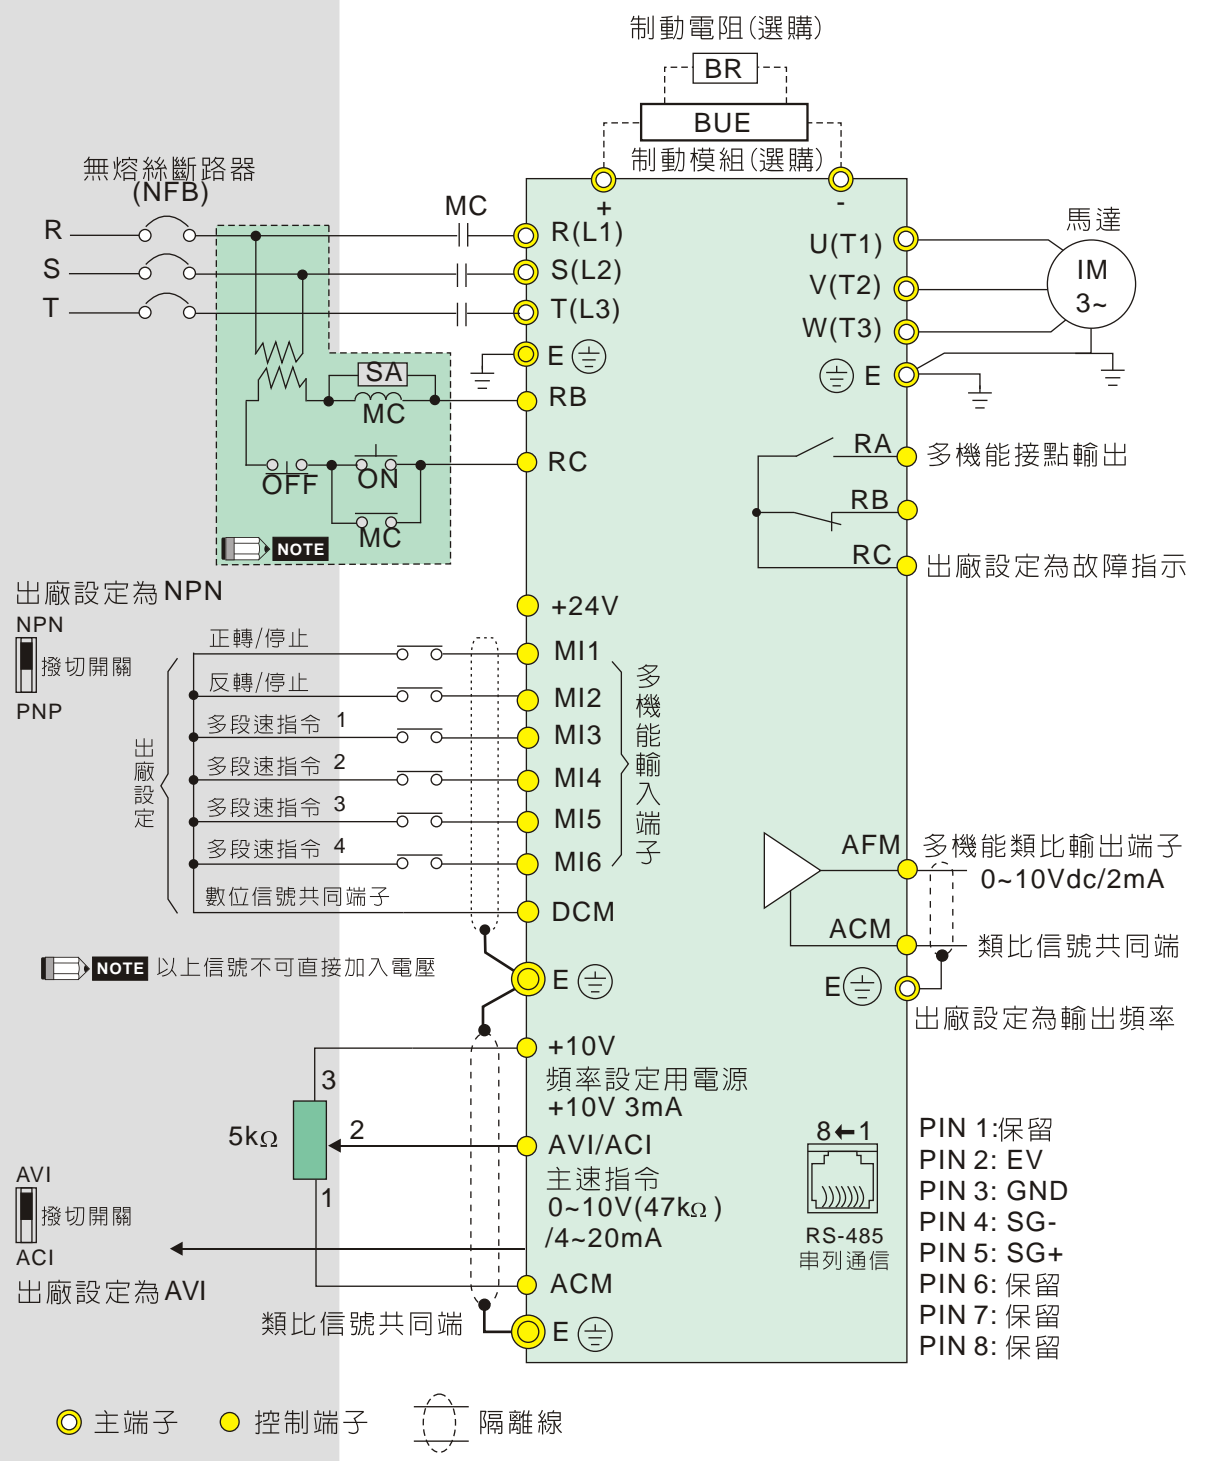 制動電阻(選購)
BR
BUE
制動模組(選購)
無熔絲斷路器
(NFB)
MC
+
-
R
R(L1)
S
S(L2)
T
T(L3)
E
SA
MC
RB
OFF
ON
RC
MC
NOTE
U(T1)
V(T2)
W(T3)
E
馬達
IM
3~
RA
多機能接點輸出
RB
RC
出廠設定為故障指示
出廠設定為NPN
NPN
撥切開關
PNP
+24V
正轉/停止
MI1
反轉/停止
MI2
多段速指令 1
MI3
多段速指令 2
MI4
多段速指令 3
MI5
多段速指令 4
MI6
數位信號共同端子
DCM
出廠設定
多機能輸入端子
NOTE 以上信號不可直接加入電壓
E
AFM
多機能類比輸出端子
0~10Vdc/2mA
ACM
類比信號共同端
E
出廠設定為輸出頻率
+10V
頻率設定用電源
+10V 3mA
3
5kΩ
2
1
AVI/ACI
主速指令
0~10V(47kΩ)
/4~20mA
AVI
撥切開關
ACI
出廠設定為AVI
ACM
類比信號共同端
E
8←1
RS-485
串列通信
PIN 1:保留
PIN 2: EV
PIN 3: GND
PIN 4: SG-
PIN 5: SG+
PIN 6: 保留
PIN 7: 保留
PIN 8: 保留
主端子
控制端子
隔離線